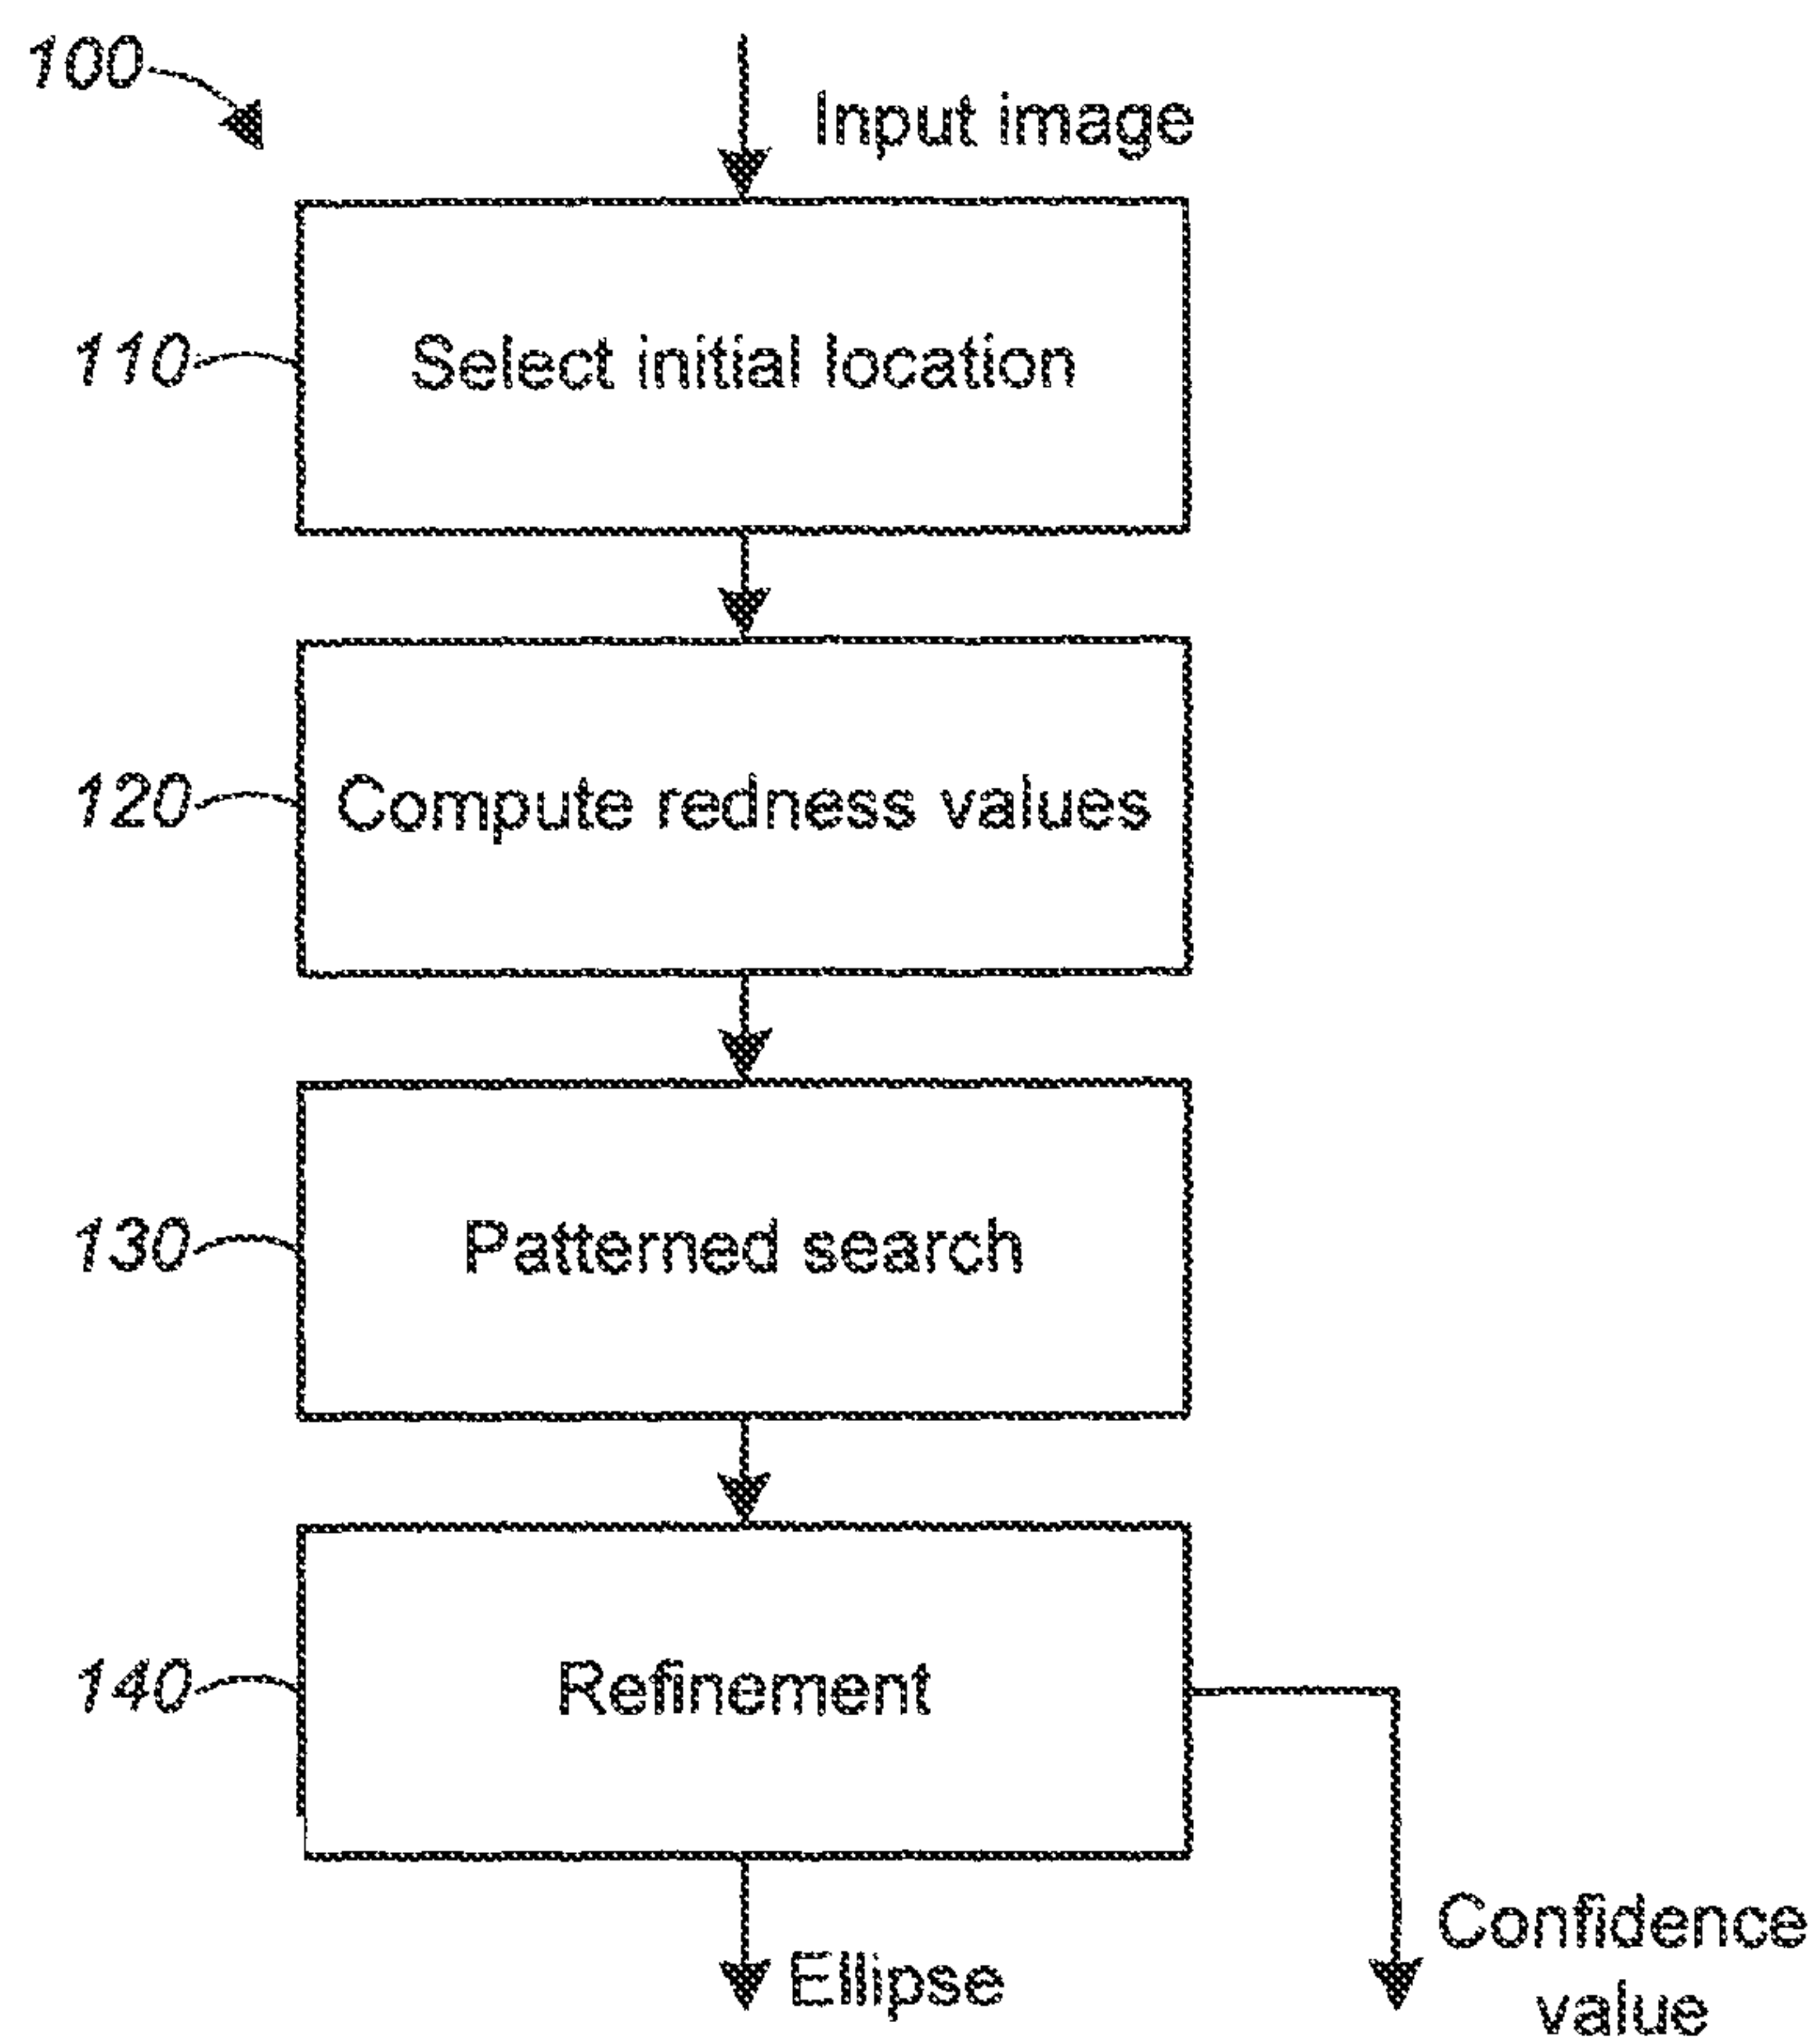 100
Input image
110
Select initial location
120
Compute redness values
130
Patterned search
140
Refinement
Ellipse
Confidence
value